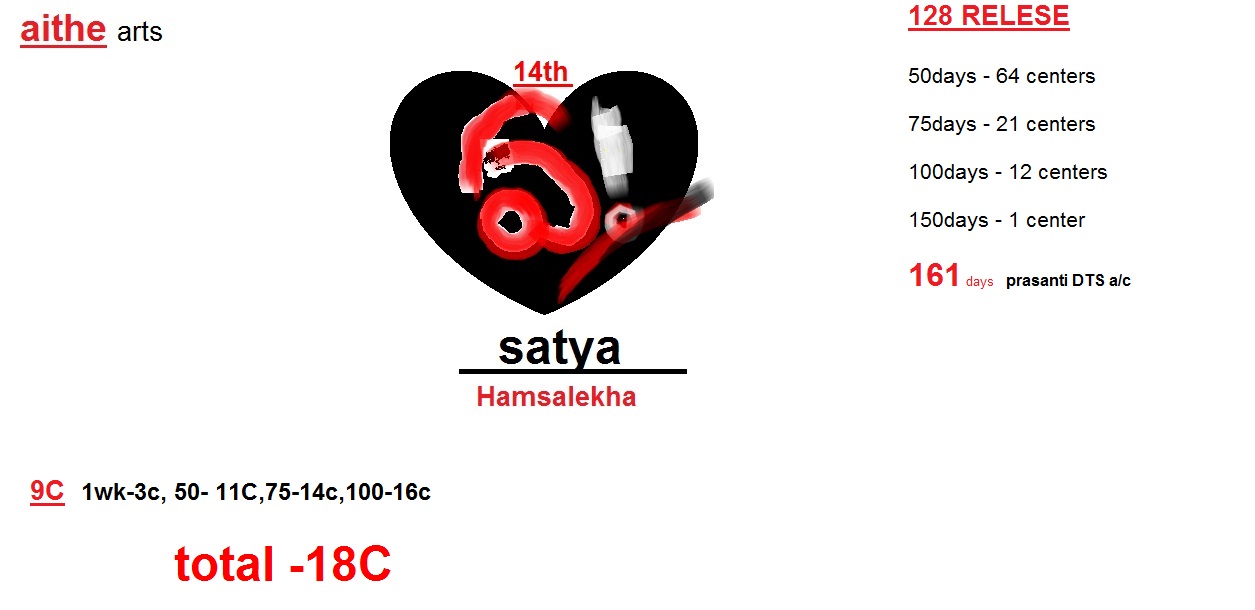 aithe arts
14th
satya
Hamsalekha
128 RELESE
50days - 64 centers
75days - 21 centers
100days - 12 centers
150days - 1 center
161 days prasanti DTS a/c
9C 1wk-3c, 50- 11C,75-14c,100-16c
total -18C